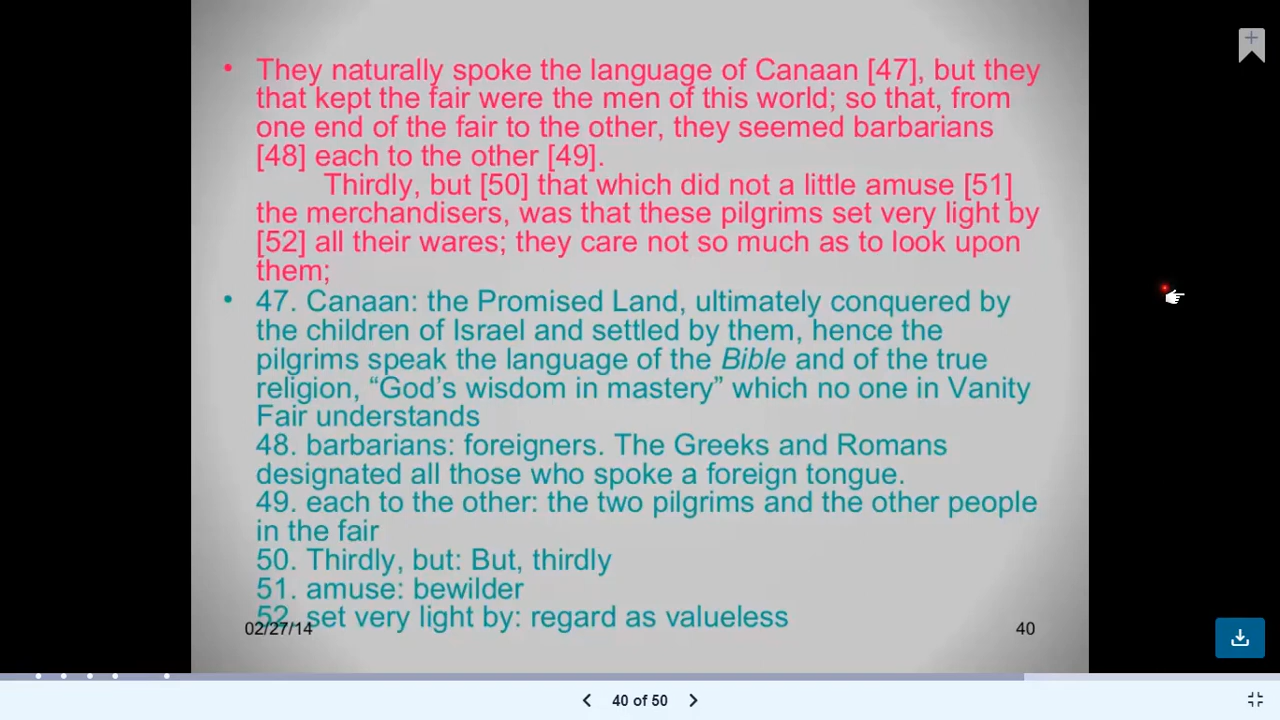 • They naturally spoke the language of Canaan [47], but they
that kept the fair were the men of this world; so that, from
one end of the fair to the other, they seemed barbarians
[48] each to the other [49].
Thirdly, but [50] that which did not a little amuse [51]
the merchandisers, was that these pilgrims set very light by
[52] all their wares; they care not so much as to look upon
them;
• 47. Canaan: the Promised Land, ultimately conquered by
the children of Israel and settled by them, hence the
pilgrims speak the language of the Bible and of the true
religion, “God’s wisdom in mastery” which no one in Vanity
Fair understands
48. barbarians: foreigners. The Greeks and Romans
designated all those who spoke a foreign tongue.
49. each to the other: the two pilgrims and the other people
in the fair
50. Thirdly, but: But, thirdly
51. amuse: bewilder
52. set very light by: regard as valueless
02/27/14
40
40 of 50